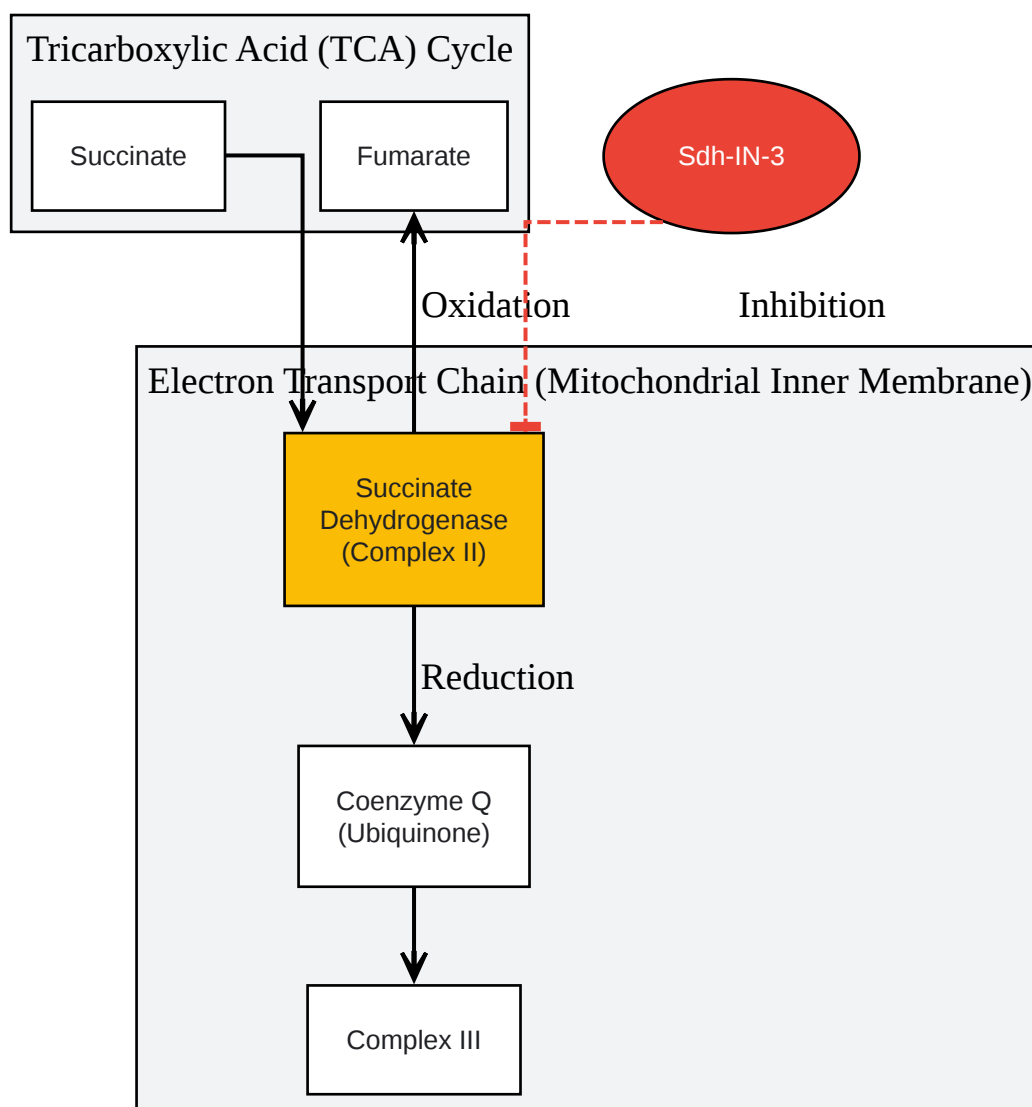 Tricarboxylic Acid (TCA) Cycle
Succinate
Fumarate
Sdh-IN-3
Oxidation
Inhibition
Electron Transport Chain (Mitochondrial Inner Membrane)
Succinate
Dehydrogenase
(Complex II)
Reduction
Coenzyme Q
(Ubiquinone)
Complex III